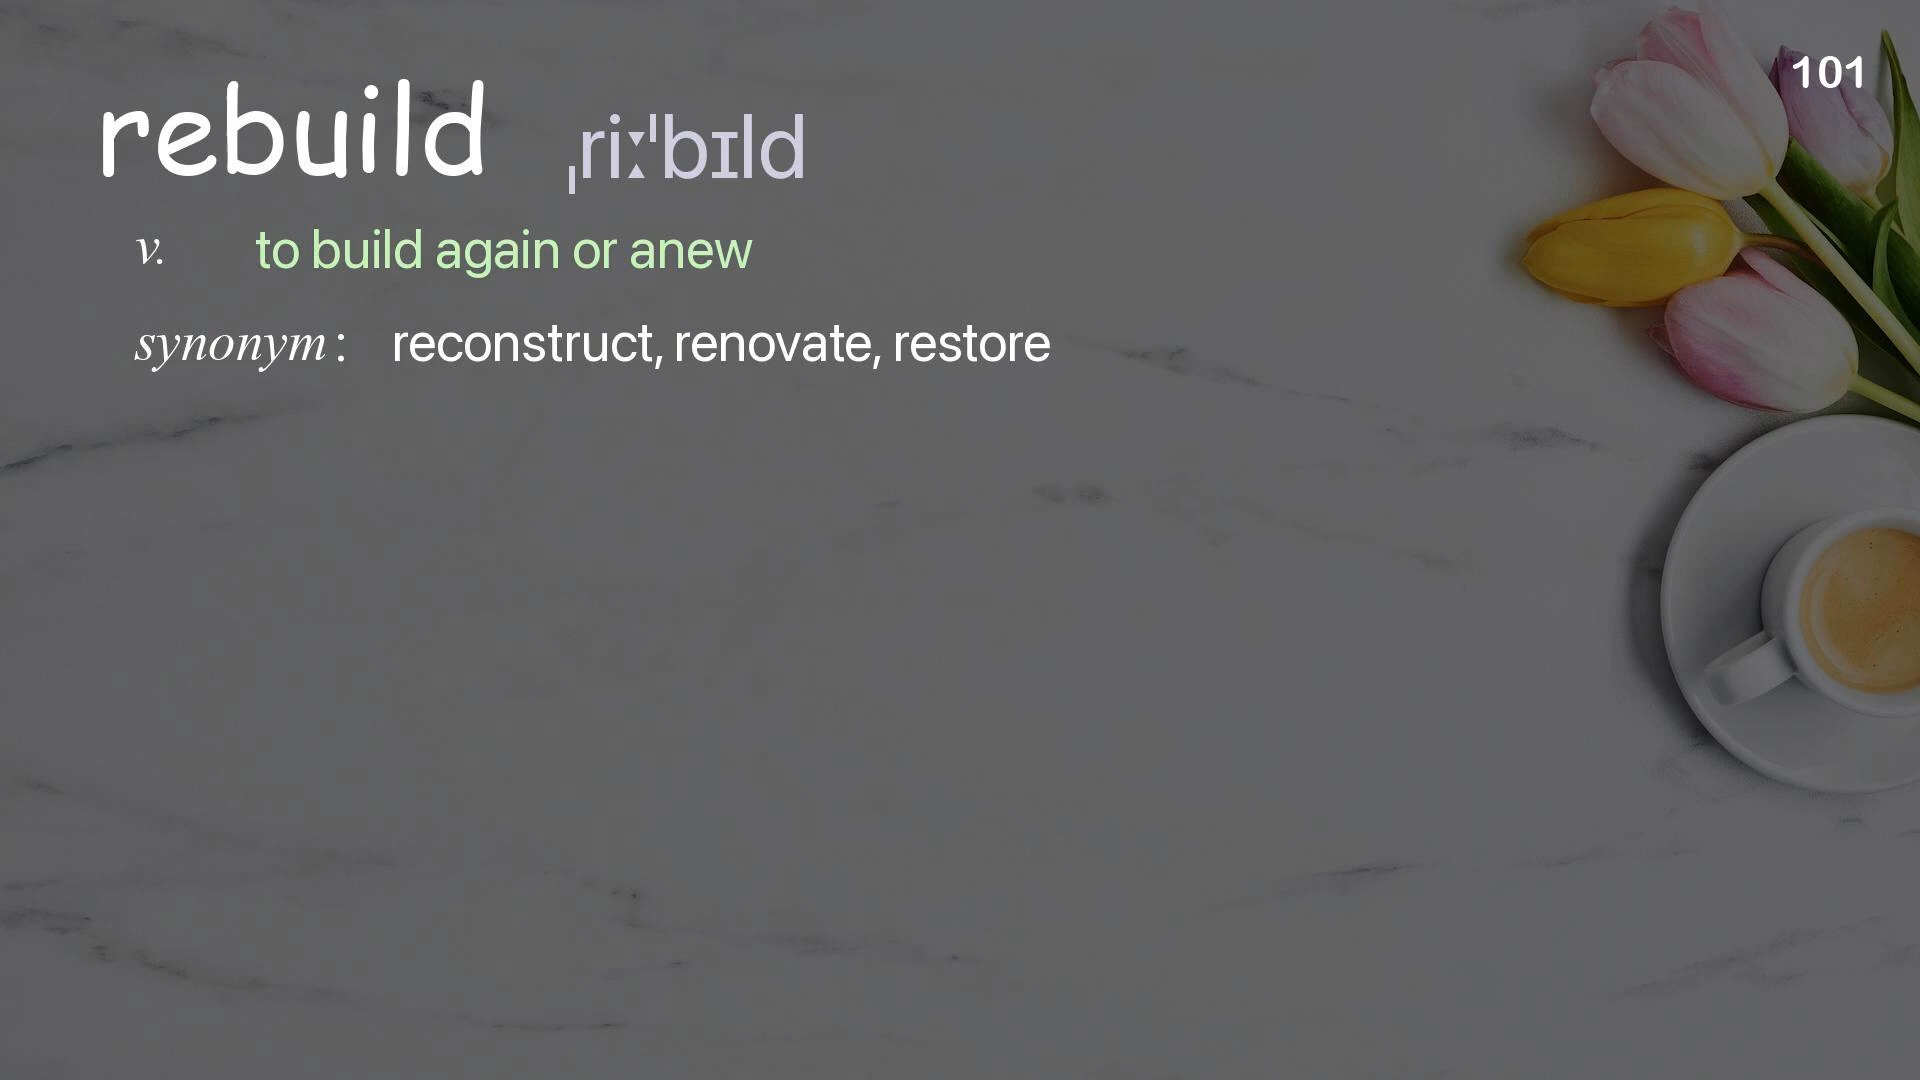 101
rebuild ˌriːˈbɪld
v. to build again or anew
synonym : reconstruct, renovate, restore